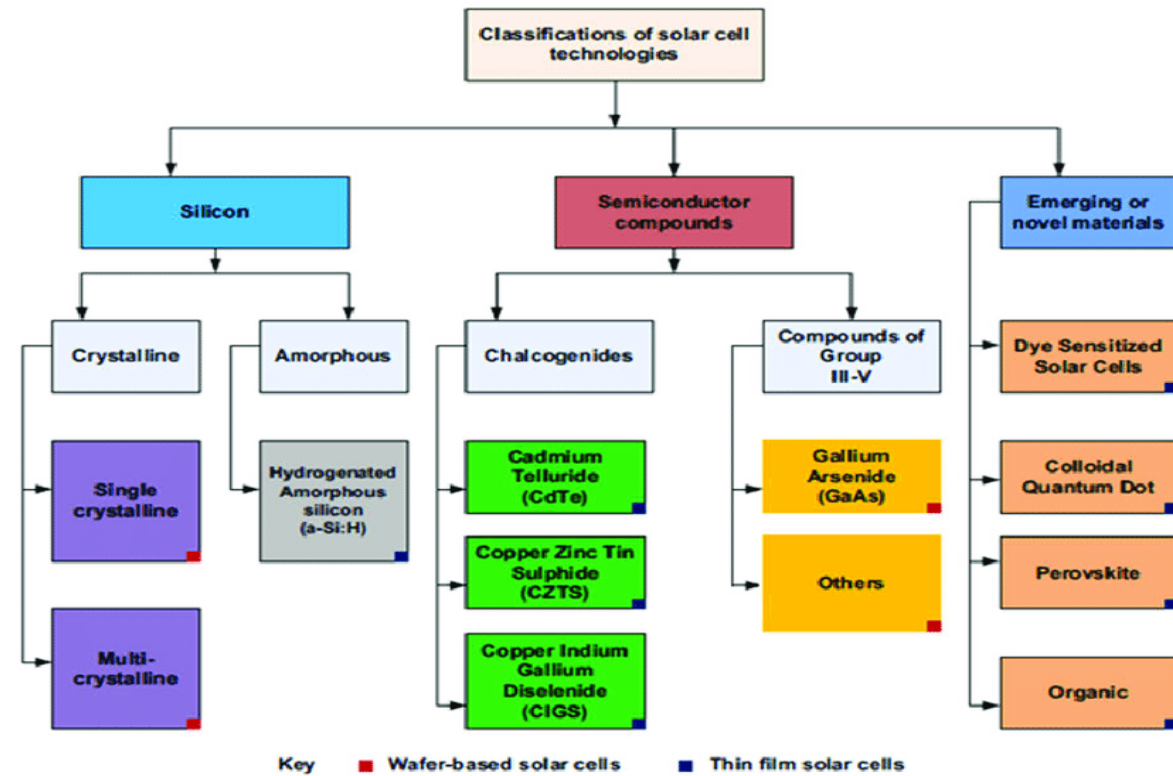 Classifications of solar cell
technologies
Silicon
Semiconductor
compounds
Emerging or
novel materials
Crystalline
Amorphous
Chalcogenides
Compounds of
Group
III-V
Dye Sensitized
Solar Cells
Single
crystalline
Hydrogenated
Amorphous
silicon
(a-Si:H)
Cadmium
Telluride
(CdTe)
Gallium
Arsenide
(GaAs)
Colloidal
Quantum Dot
Copper Zinc Tin
Sulphide
(CZTS)
Others
Perovskite
Multi-
crystalline
Copper Indium
Gallium
Diselenide
(CIGS)
Organic
Key
Wafer-based solar cells
Thin film solar cells